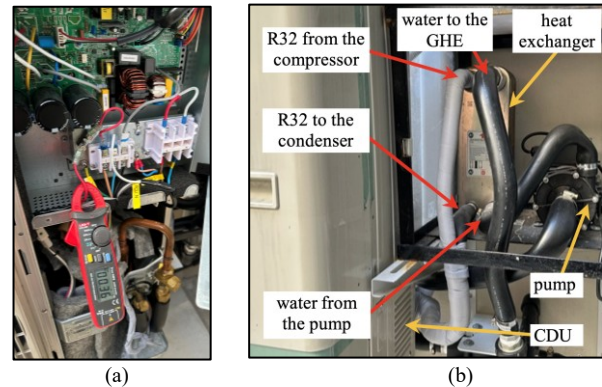 R32 from the
compressor
water to the
GHE
heat
exchanger
R32 to the
condenser
water from
the pump
pump
CDU
(a)
(b)